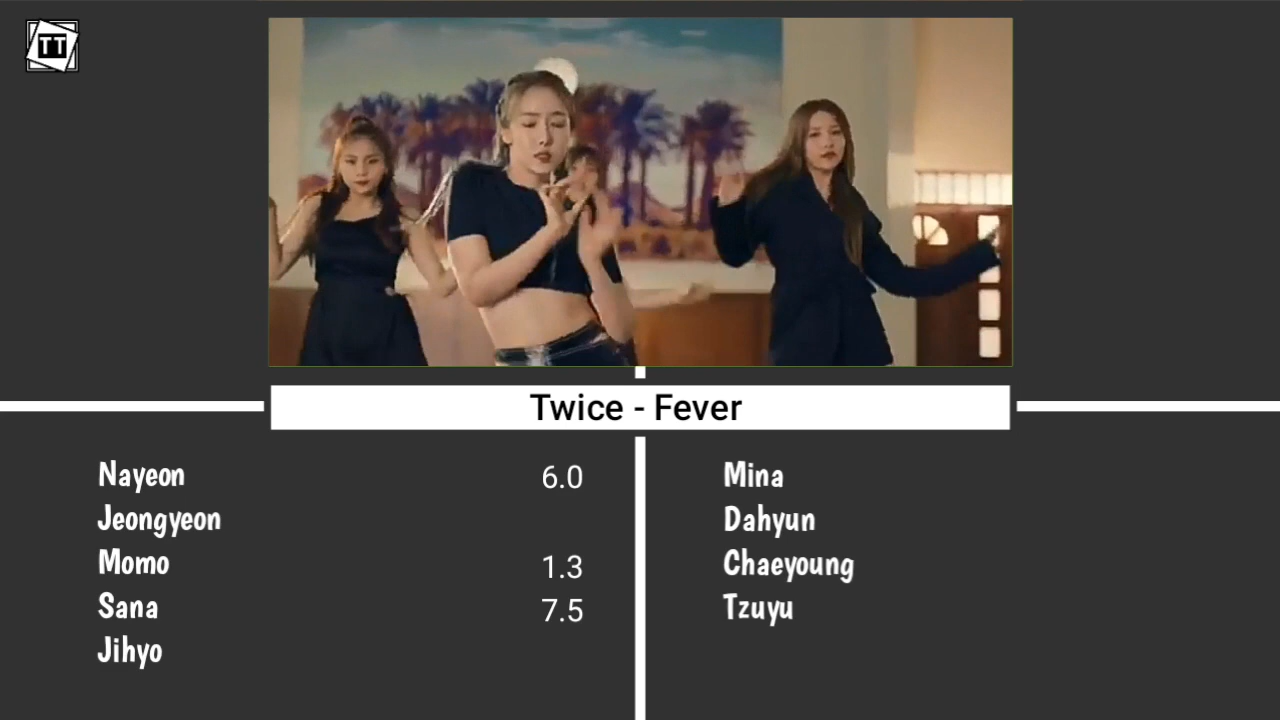 TT
Twice - Fever
Nayeon 6.0
Jeongyeon
Momo 1.3
Sana 7.5
Jihyo
Mina
Dahyun
Chaeyoung
Tzuyu